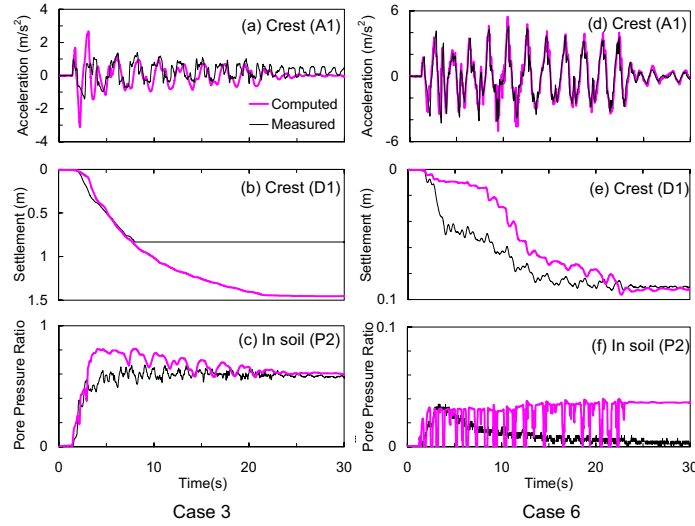 (a) Crest (A1)
Acceleration (m/s²)
4
2
0
-2
-4
Computed
Measured
(b) Crest (D1)
Settlement (m)
0
0.5
1
1.5
(c) In soil (P2)
Pore Pressure Ratio
1
0
0 10 20 30
Time(s)
Case 3
(d) Crest (A1)
Acceleration (m/s²)
6
0
-6
(e) Crest (D1)
Settlement (m)
0
0.1
(f) In soil (P2)
Pore Pressure Ratio
0.1
0
0 10 20 30
Time(s)
Case 6